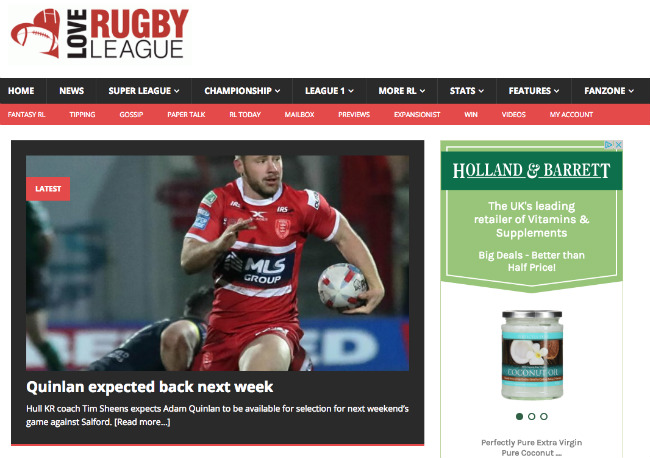 LOVE RUGBY
LEAGUE
HOME NEWS SUPER LEAGUE CHAMPIONSHIP LEAGUE 1 MORE RL STATS FEATURES FANZONE
FANTASY RL TIPPING GOSSIP PAPER TALK RL TODAY MAILBOX PREVIEWS EXPANSIONIST WIN VIDEOS MY ACCOUNT
LATEST
IRS IRS
MLS
GROUP
Quinlan expected back next week
Hull KR coach Tim Sheens expects Adam Quinlan to be available for selection for next weekend's
game against Salford. [Read more...]
HOLLAND & BARRETT
The UK's leading
retailer of Vitamins &
Supplements
Big Deals - Better than
Half Price!
COCONUT OIL
Perfectly Pure Extra Virgin
Pure Coconut ....